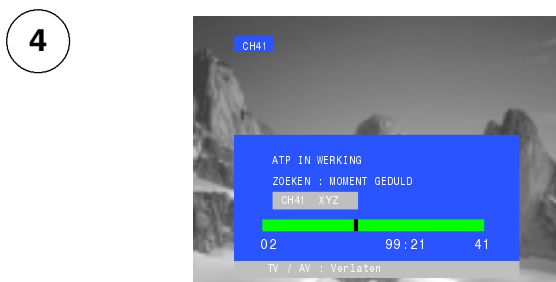 4
CH41
ATP IN WERKING
ZOEKEN : MOMENT GEDULD
CH41 XYZ
02 99:21 41
TV / AV : Verlaten